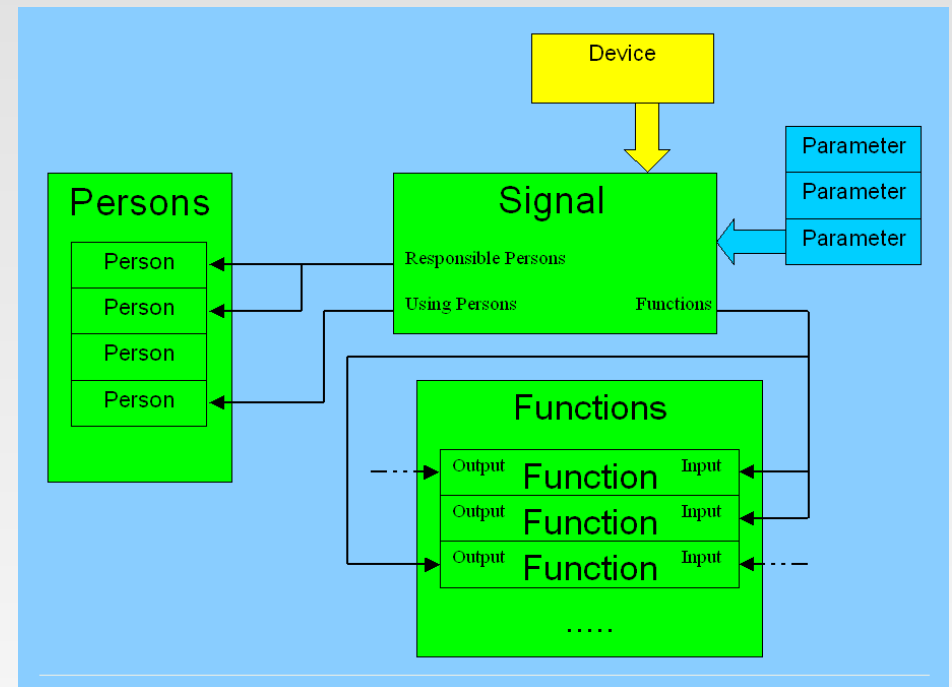 Device
Parameter
Parameter
Parameter
Persons
Person
Person
Person
Person
Signal
Responsible Persons
Using Persons
Functions
Functions
Output Function Input
Output Function Input
Output Function Input
.....